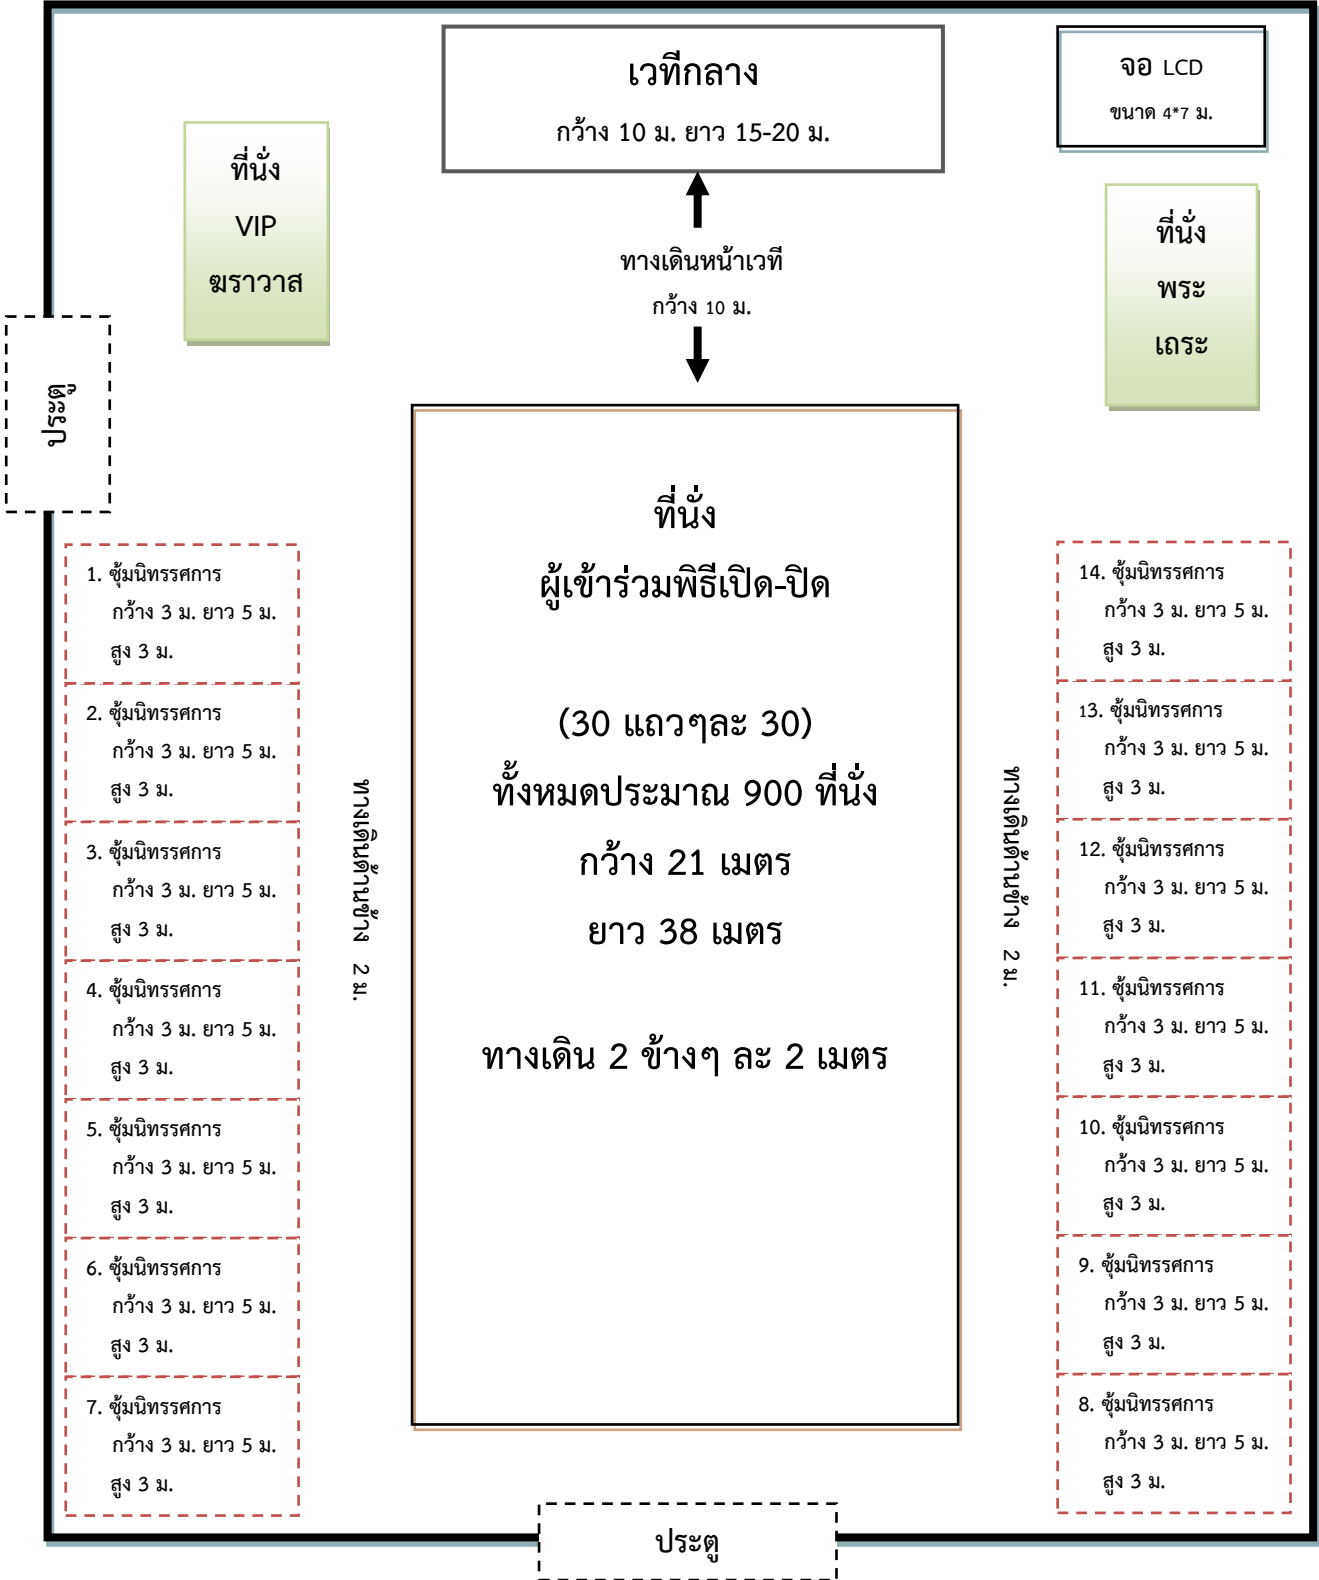 เวทีกลาง
กว้าง 10 ม. ยาว 15-20 ม.
จอ LCD
ขนาด 4*7 ม.
ที่นั่ง
VIP
ฆราวาส
ที่นั่ง
พระ
เถระ
ทางเดินหน้าเวที
กว้าง 10 ม.
ประตู
ที่นั่ง
ผู้เข้าร่วมพิธีเปิด-ปิด
(30 แถวๆละ 30)
ทั้งหมดประมาณ 900 ที่นั่ง
กว้าง 21 เมตร
ยาว 38 เมตร
ทางเดิน 2 ข้างๆ ละ 2 เมตร
1. ซุ้มนิทรรศการ
กว้าง 3 ม. ยาว 5 ม.
สูง 3 ม.
2. ซุ้มนิทรรศการ
กว้าง 3 ม. ยาว 5 ม.
สูง 3 ม.
3. ซุ้มนิทรรศการ
กว้าง 3 ม. ยาว 5 ม.
สูง 3 ม.
4. ซุ้มนิทรรศการ
กว้าง 3 ม. ยาว 5 ม.
สูง 3 ม.
5. ซุ้มนิทรรศการ
กว้าง 3 ม. ยาว 5 ม.
สูง 3 ม.
6. ซุ้มนิทรรศการ
กว้าง 3 ม. ยาว 5 ม.
สูง 3 ม.
7. ซุ้มนิทรรศการ
กว้าง 3 ม. ยาว 5 ม.
สูง 3 ม.
ทางเดินด้านข้าง 2 ม.
ทางเดินด้านข้าง 2 ม.
14. ซุ้มนิทรรศการ
กว้าง 3 ม. ยาว 5 ม.
สูง 3 ม.
13. ซุ้มนิทรรศการ
กว้าง 3 ม. ยาว 5 ม.
สูง 3 ม.
12. ซุ้มนิทรรศการ
กว้าง 3 ม. ยาว 5 ม.
สูง 3 ม.
11. ซุ้มนิทรรศการ
กว้าง 3 ม. ยาว 5 ม.
สูง 3 ม.
10. ซุ้มนิทรรศการ
กว้าง 3 ม. ยาว 5 ม.
สูง 3 ม.
9. ซุ้มนิทรรศการ
กว้าง 3 ม. ยาว 5 ม.
สูง 3 ม.
8. ซุ้มนิทรรศการ
กว้าง 3 ม. ยาว 5 ม.
สูง 3 ม.
ประตู